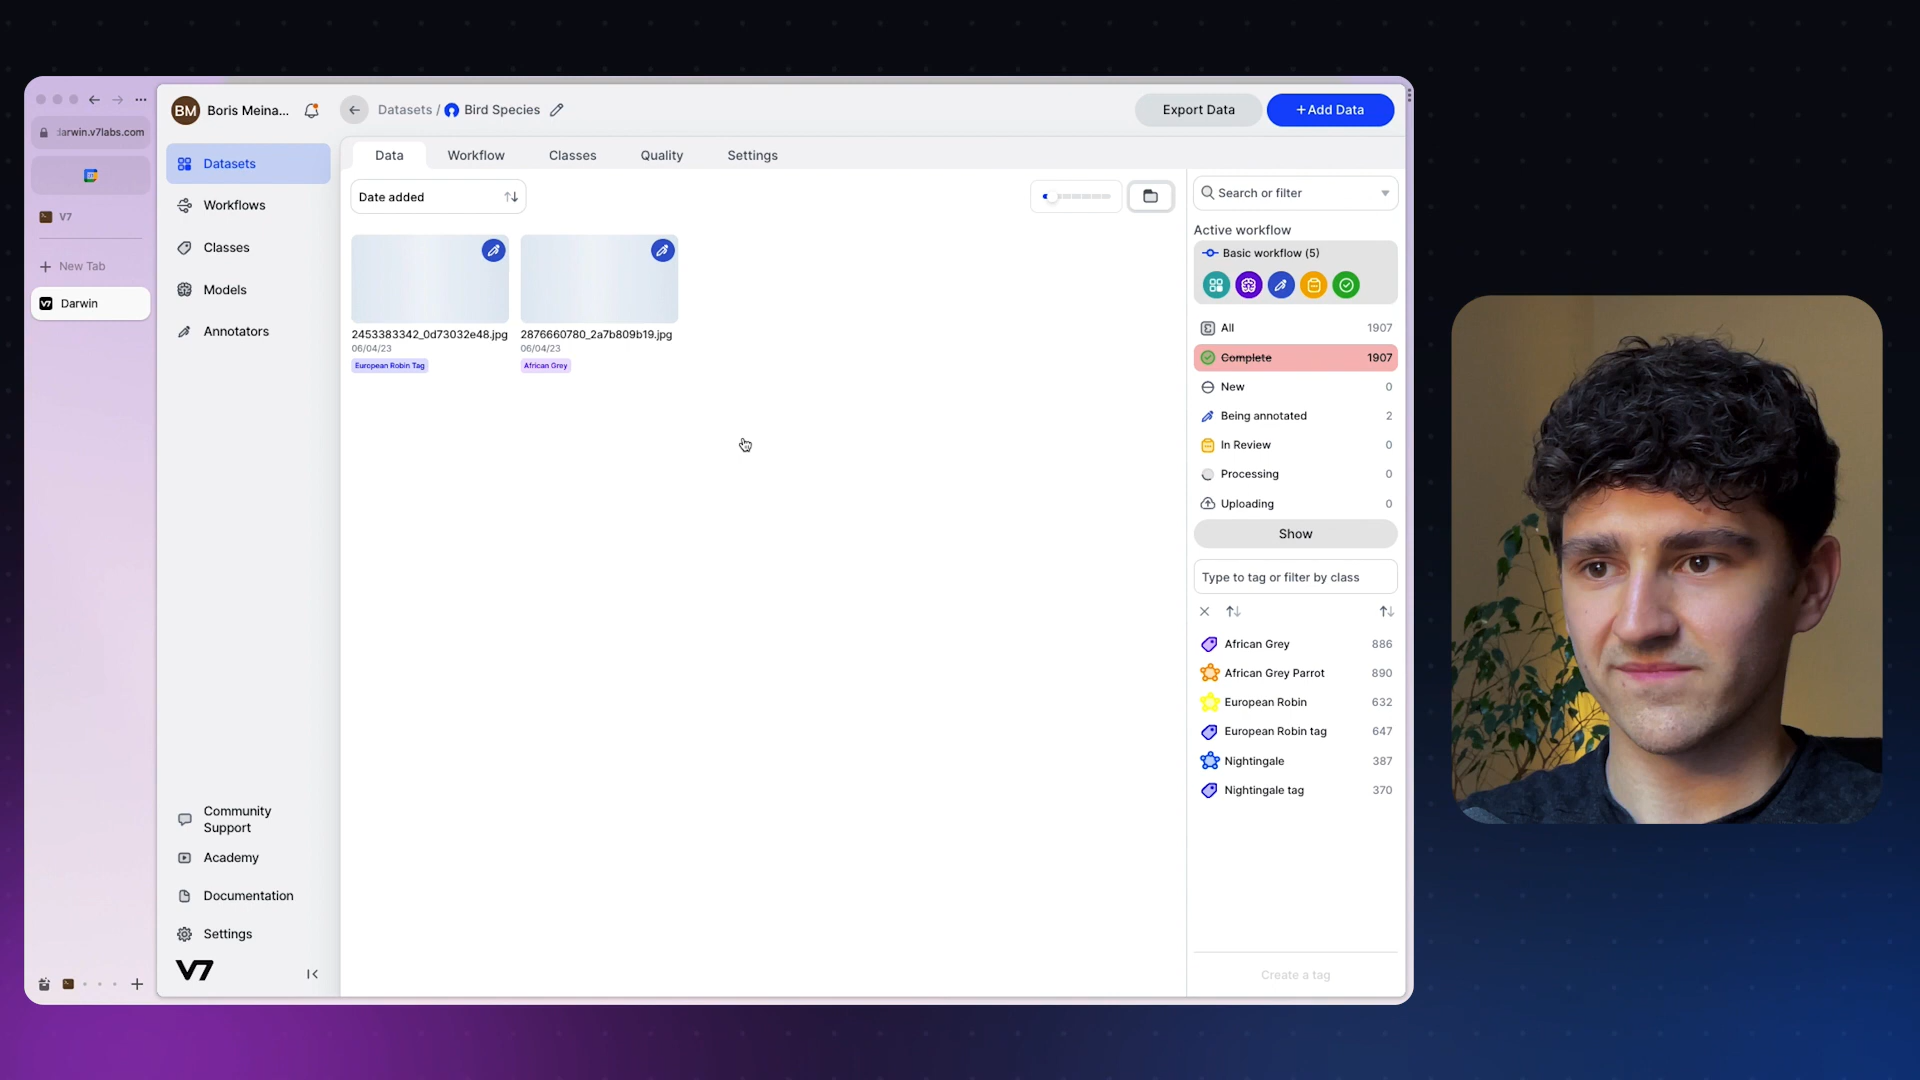 BM Boris Meina...
Datasets / Bird Species
Export Data
+Add Data
darwin.v7labs.com
V7
New Tab
V7 Darwin
Datasets
Workflows
Classes
Models
Annotators
Community
Support
Academy
Documentation
Settings
V7
Data
Workflow
Classes
Quality
Settings
Date added
2453383342_0d73032e48.jpg
06/04/23
European Robin Tag
2876660780_2a7b809b19.jpg
06/04/23
African Grey
Search or filter
Active workflow
Basic workflow (5)
All 1907
Complete 1907
New 0
Being annotated 2
In Review 0
Processing 0
Uploading 0
Show
Type to tag or filter by class
African Grey 886
African Grey Parrot 890
European Robin 632
European Robin tag 647
Nightingale 387
Nightingale tag 370
Create a tag